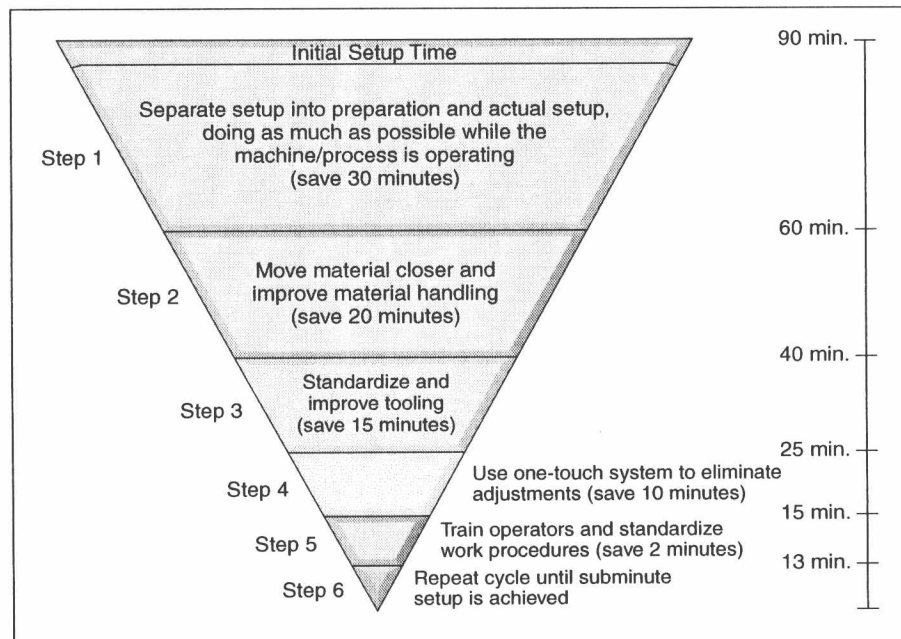 Initial Setup Time
90 min.
Step 1
Separate setup into preparation and actual setup,
doing as much as possible while the
machine/process is operating
(save 30 minutes)
60 min.
Step 2
Move material closer and
improve material handling
(save 20 minutes)
40 min.
Step 3
Standardize and
improve tooling
(save 15 minutes)
25 min.
Step 4
Use one-touch system to eliminate
adjustments (save 10 minutes)
15 min.
Step 5
Train operators and standardize
work procedures (save 2 minutes)
13 min.
Step 6
Repeat cycle until subminute
setup is achieved